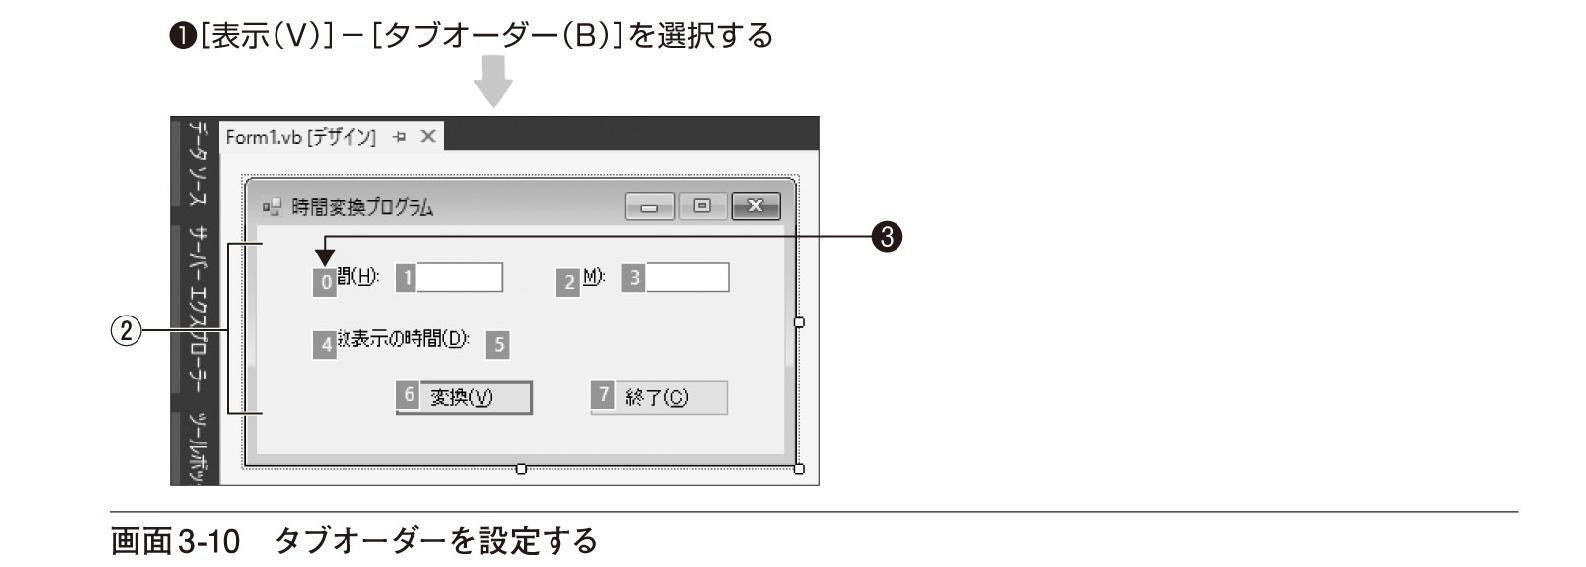 ❶[表示(V)]－[タブオーダー(B)]を選択する
Form1.vb [デザイン]
データ ソース
サーバー エクスプローラー
ツールボッ
時間変換プログラム
❸
0 間(H): 1 2 M): 3
②
4 表示の時間(D): 5
6 変換(V) 7 終了(C)
画面3-10 タブオーダーを設定する